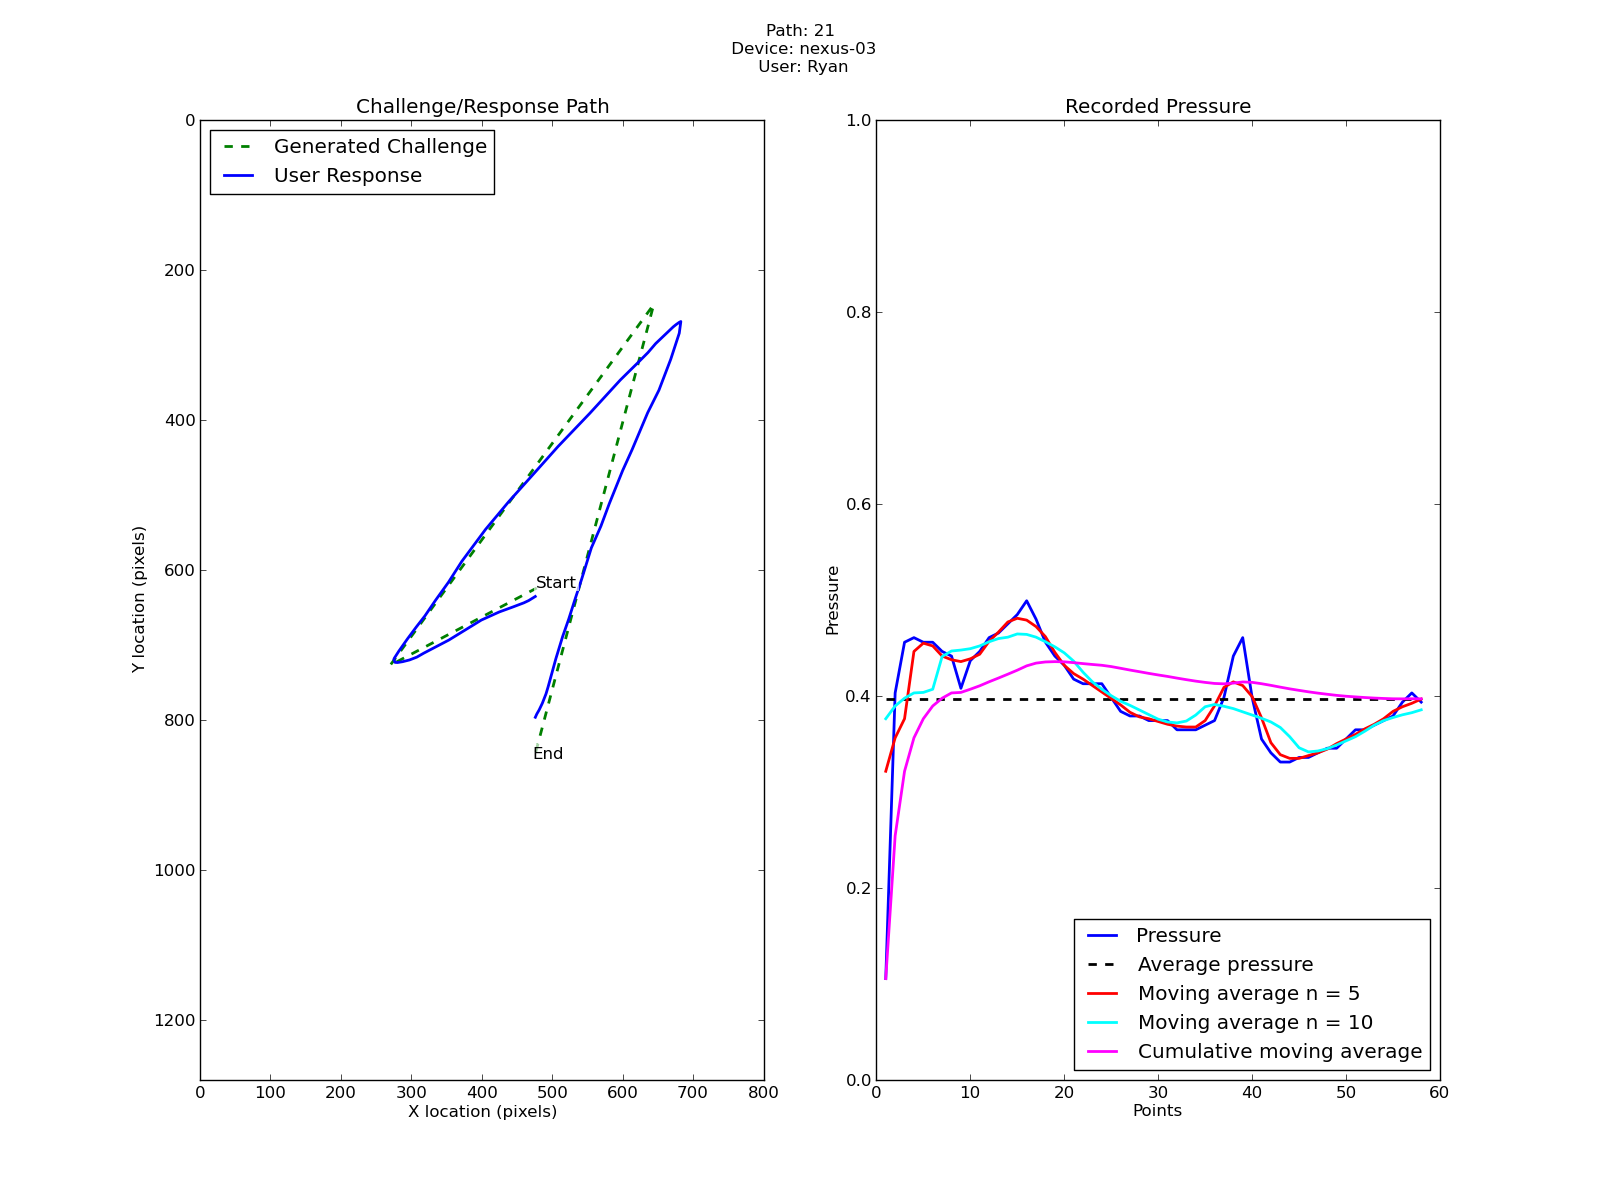 Path: 21
Device: nexus-03
User: Ryan
Challenge/Response Path
0
200
400
600
800
1000
1200
Y location (pixels)
Generated Challenge
User Response
Start
End
0 100 200 300 400 500 600 700 800
X location (pixels)
Recorded Pressure
1.0
0.8
0.6
0.4
0.2
0.0
Pressure
Pressure
Average pressure
Moving average n = 5
Moving average n = 10
Cumulative moving average
0 10 20 30 40 50 60
Points